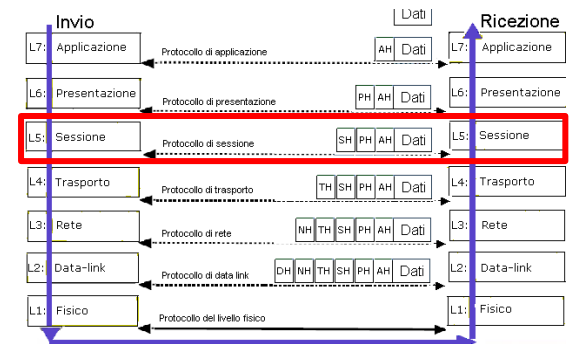 Invio Dati Ricezione
L7: Applicazione Protocollo di applicazione AH Dati L7: Applicazione
L6: Presentazione Protocollo di presentazione PH AH Dati L6: Presentazione
L5: Sessione Protocollo di sessione SH PH AH Dati L5: Sessione
L4: Trasporto Protocollo di trasporto TH SH PH AH Dati L4: Trasporto
L3: Rete Protocollo di rete NH TH SH PH AH Dati L3: Rete
L2: Data-link Protocollo di data link DH NH TH SH PH AH Dati L2: Data-link
L1: Fisico Protocollo del livello fisico L1: Fisico